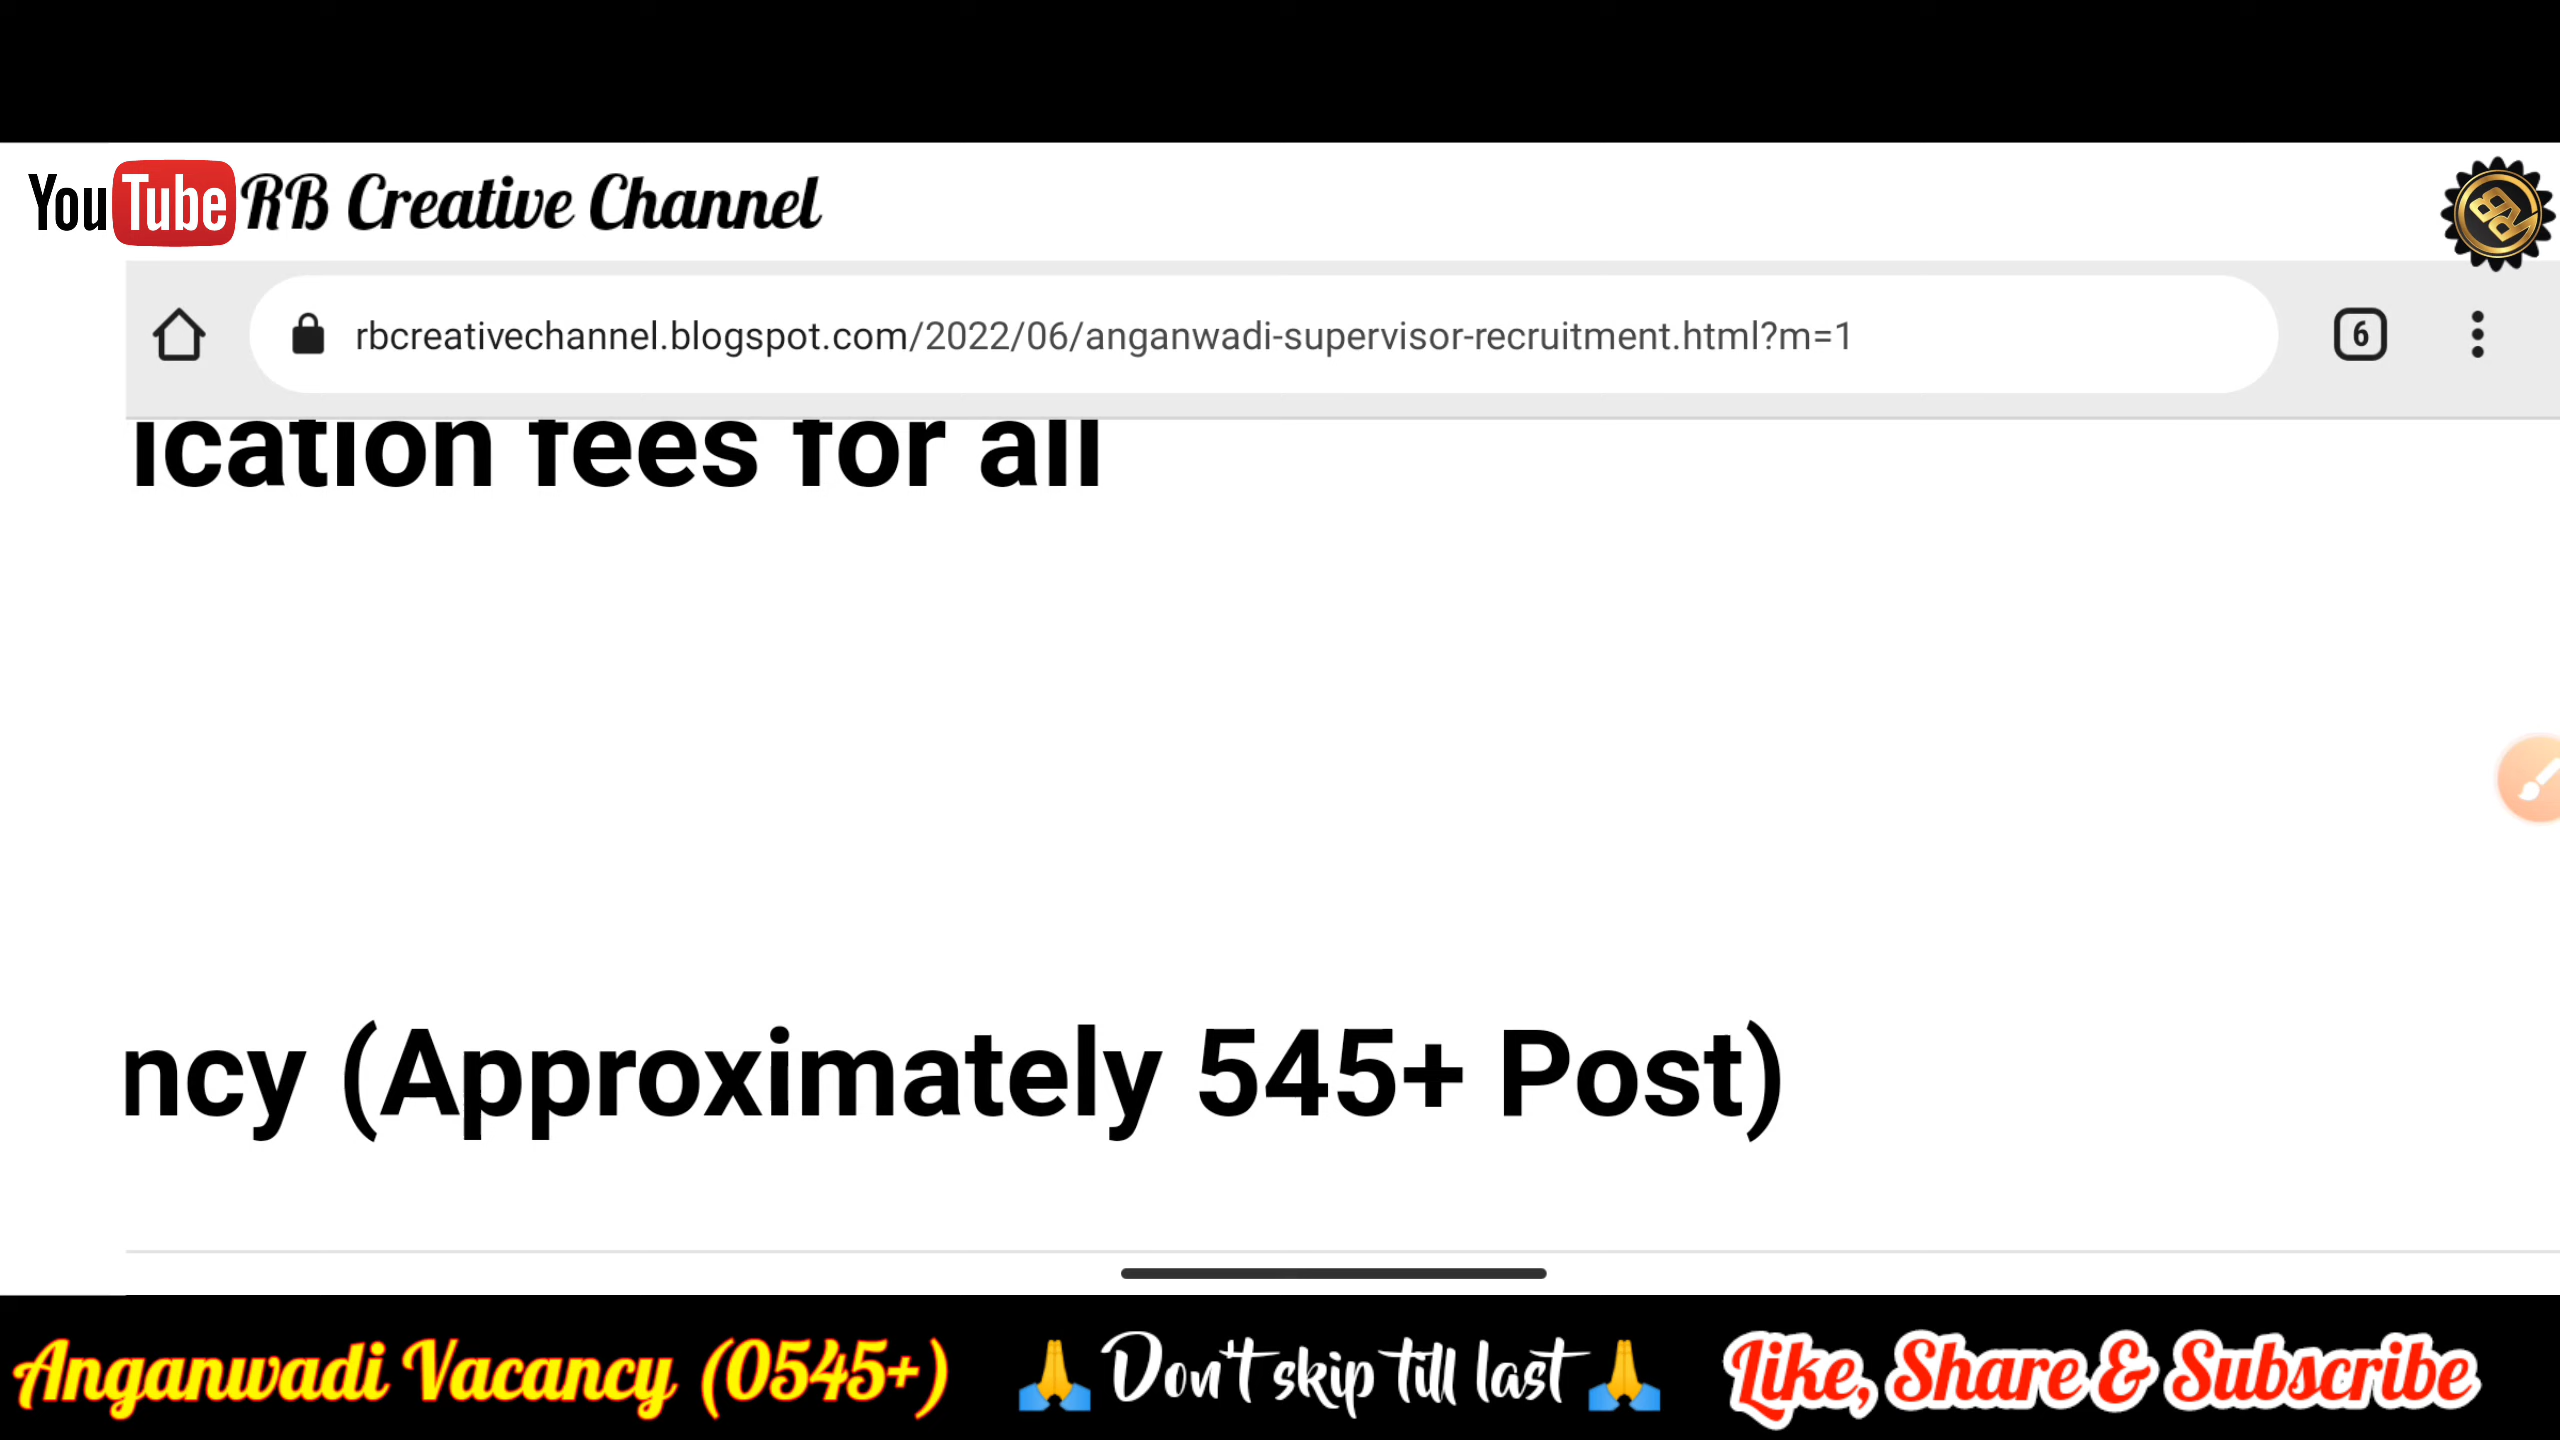 YouTube RB Creative Channel
rbcreativechannel.blogspot.com/2022/06/anganwadi-supervisor-recruitment.html?m=1
6
ication fees for all
ncy (Approximately 545+ Post)
Anganwadi Vacancy (0545+) 🙏Don't skip till last🙏 Like, Share & Subscribe